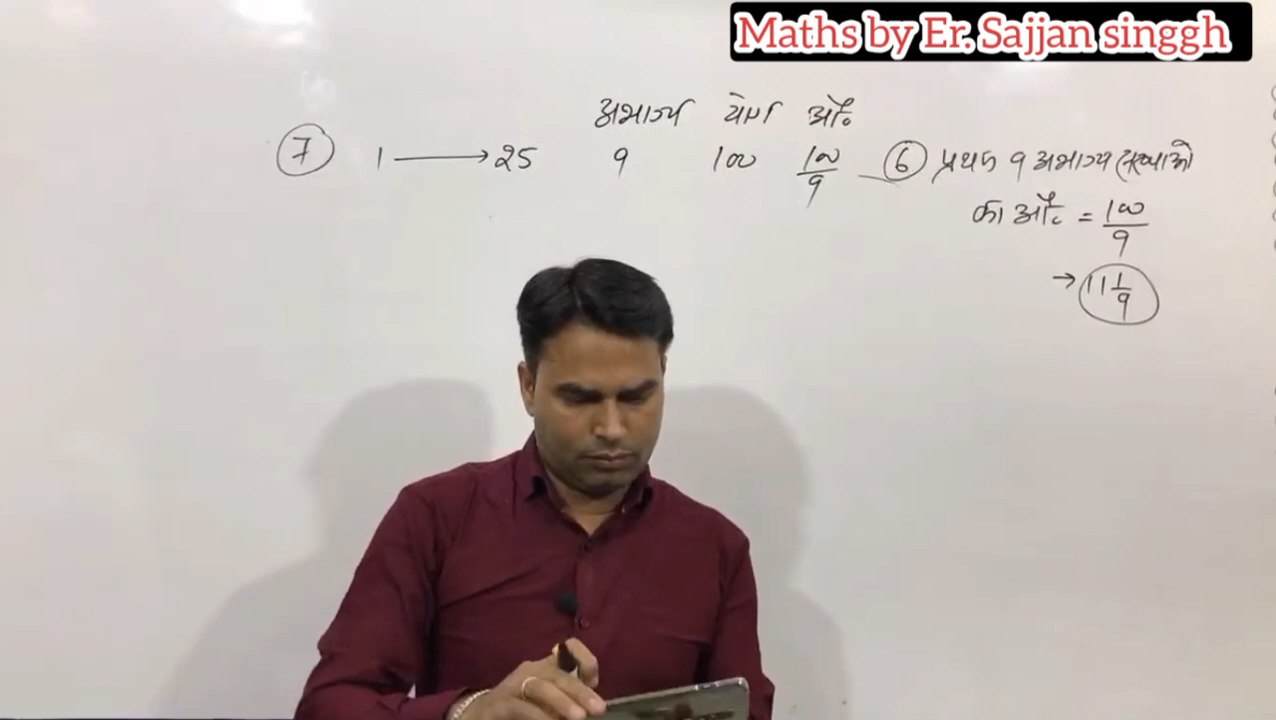 Maths by Er. Sajjan singgh
अभाज्य योग औ०
7 1 → 25 9 100 100/9
6 प्रथम 9 अभाज्य संख्याओ
का औ० = 100/9
→ 11 1/9